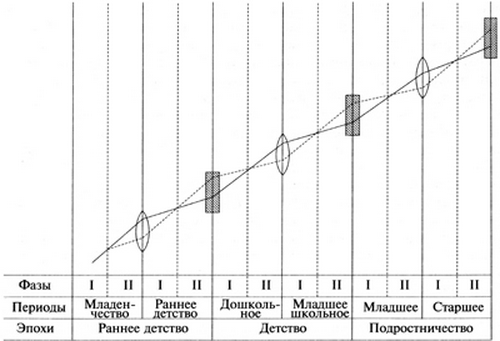 Фазы I II I II I II I II I II I II
Периоды Младен-чество Раннее детство Дошколь-ное Младшее школьное Младшее Старшее
Эпохи Раннее детство Детство Подростничество